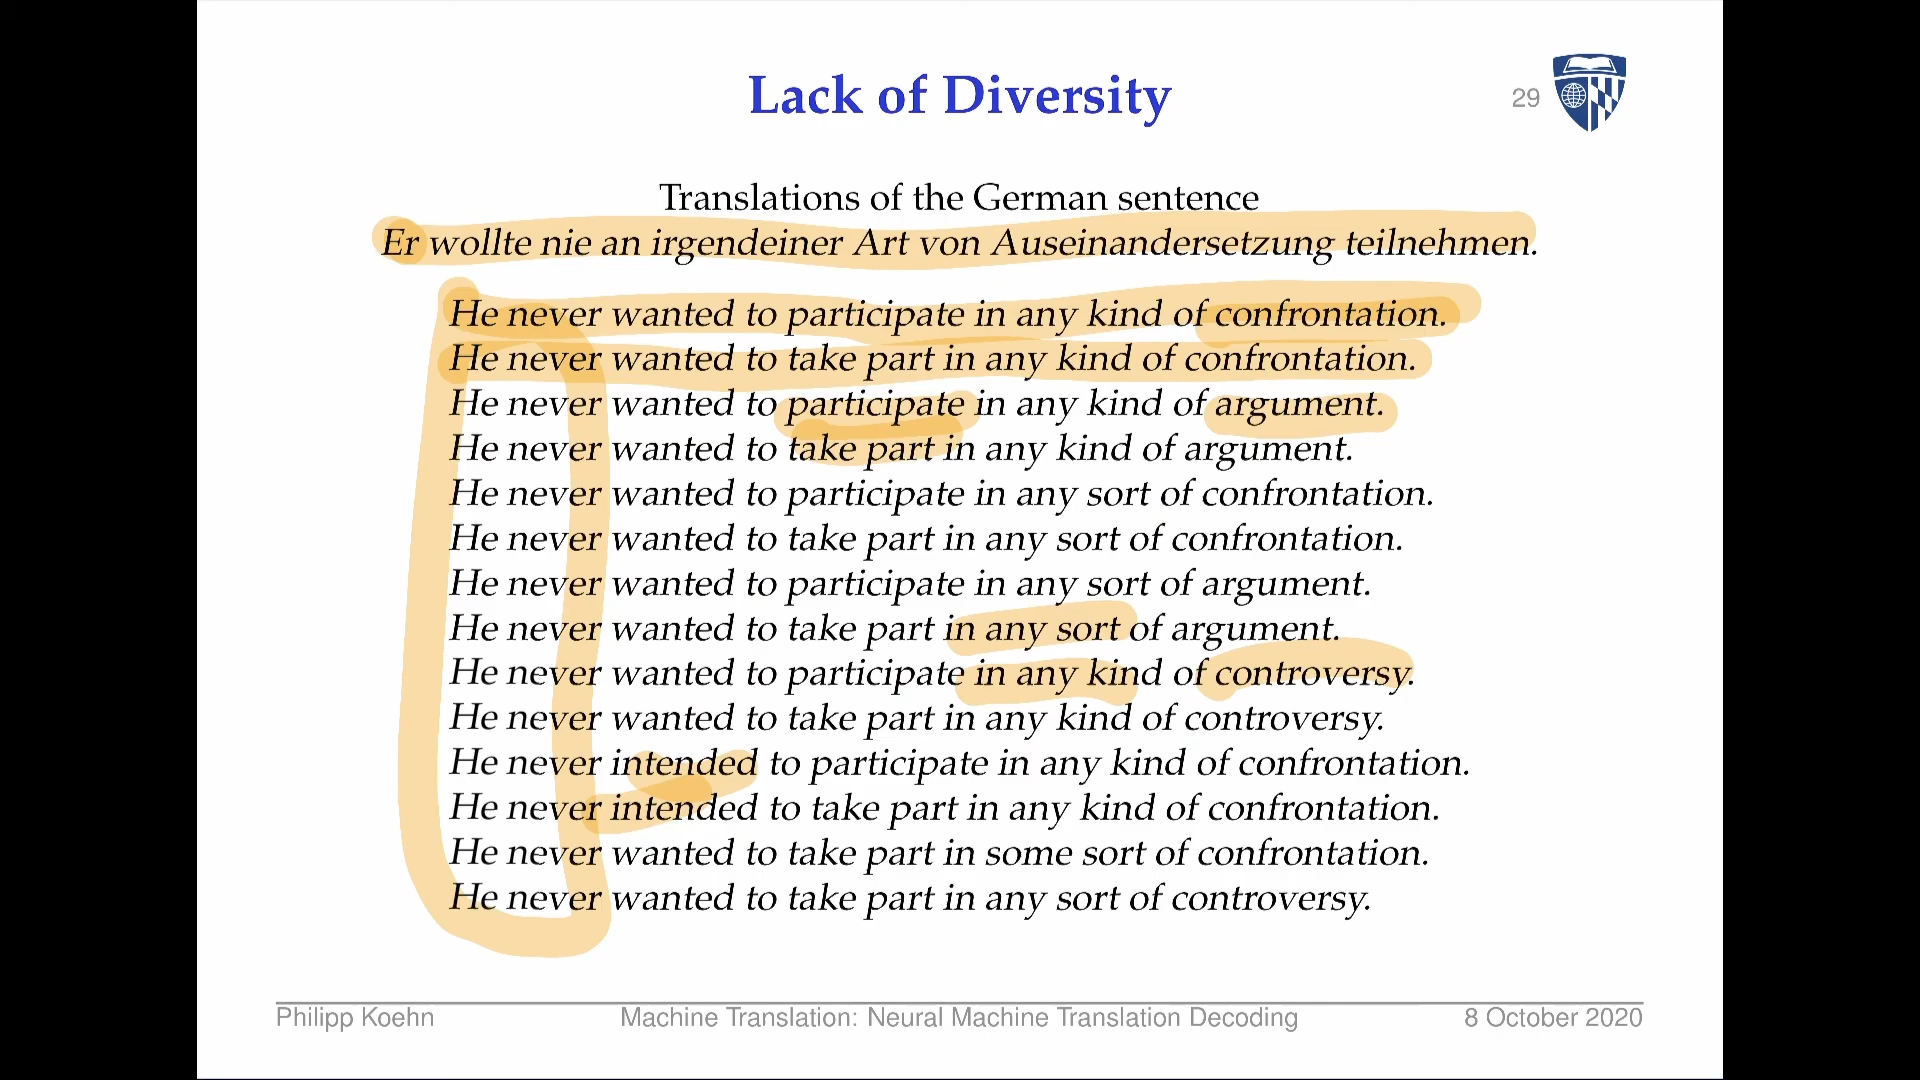 Lack of Diversity
29
Translations of the German sentence
Er wollte nie an irgendeiner Art von Auseinandersetzung teilnehmen.
He never wanted to participate in any kind of confrontation.
He never wanted to take part in any kind of confrontation.
He never wanted to participate in any kind of argument.
He never wanted to take part in any kind of argument.
He never wanted to participate in any sort of confrontation.
He never wanted to take part in any sort of confrontation.
He never wanted to participate in any sort of argument.
He never wanted to take part in any sort of argument.
He never wanted to participate in any kind of controversy.
He never wanted to take part in any kind of controversy.
He never intended to participate in any kind of confrontation.
He never intended to take part in any kind of confrontation.
He never wanted to take part in some sort of confrontation.
He never wanted to take part in any sort of controversy.
Philipp Koehn Machine Translation: Neural Machine Translation Decoding 8 October 2020